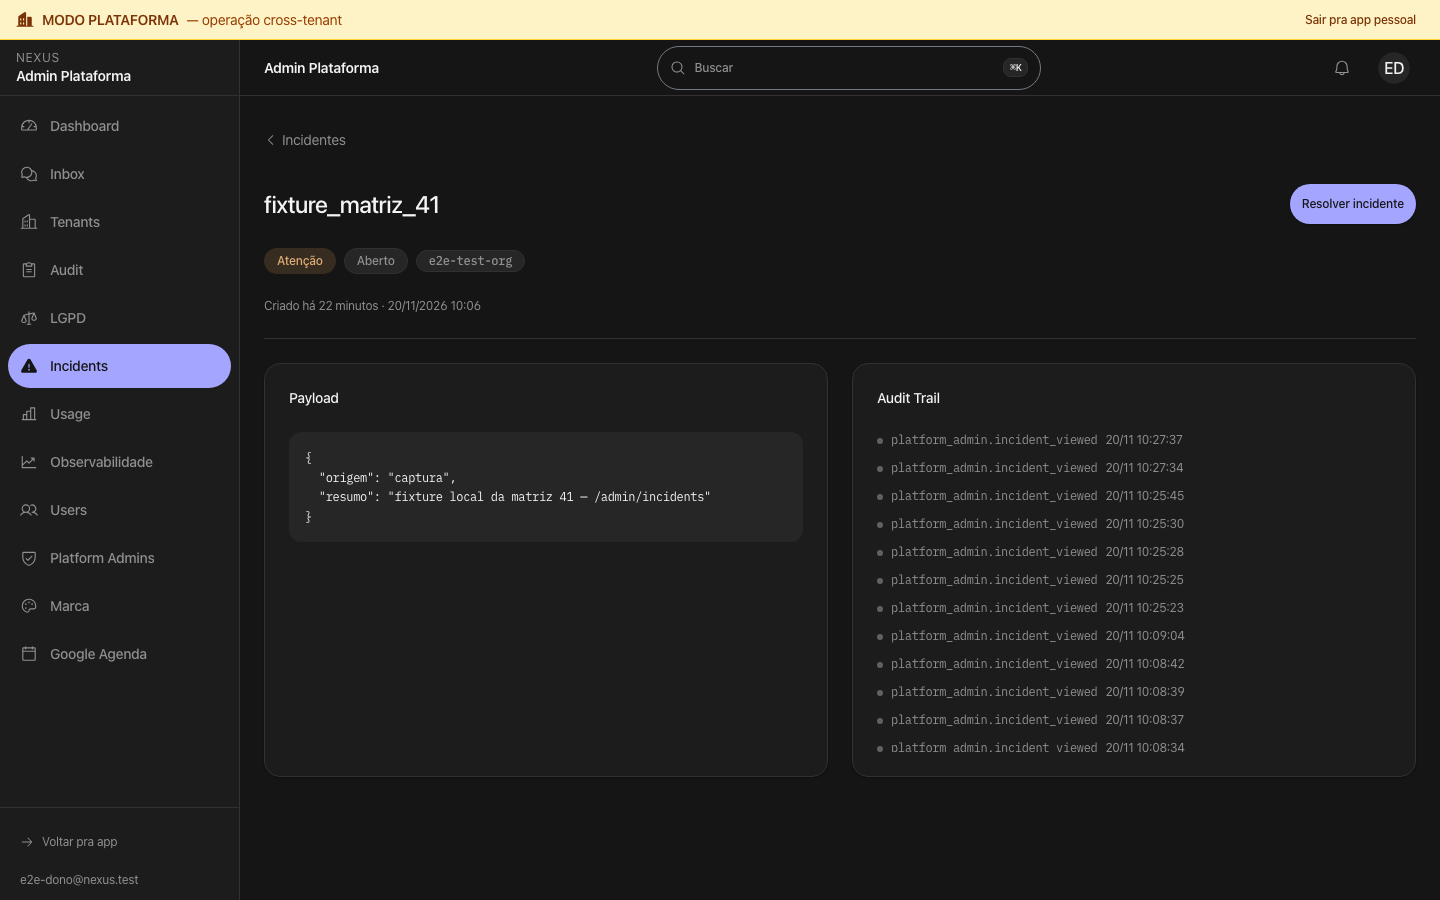 MODO PLATAFORMA — operação cross-tenant
Sair pra app pessoal
NEXUS
Admin Plataforma
Admin Plataforma
Buscar
⌘K
ED
Dashboard
Inbox
Tenants
Audit
LGPD
Incidents
Usage
Observabilidade
Users
Platform Admins
Marca
Google Agenda
Voltar pra app
e2e-dono@nexus.test
Incidentes
fixture_matriz_41
Resolver incidente
Atenção
Aberto
e2e-test-org
Criado há 22 minutos · 20/11/2026 10:06
Payload
{
"origem": "captura",
"resumo": "fixture local da matriz 41 — /admin/incidents"
}
Audit Trail
platform_admin.incident_viewed 20/11 10:27:37
platform_admin.incident_viewed 20/11 10:27:34
platform_admin.incident_viewed 20/11 10:25:45
platform_admin.incident_viewed 20/11 10:25:30
platform_admin.incident_viewed 20/11 10:25:28
platform_admin.incident_viewed 20/11 10:25:25
platform_admin.incident_viewed 20/11 10:25:23
platform_admin.incident_viewed 20/11 10:09:04
platform_admin.incident_viewed 20/11 10:08:42
platform_admin.incident_viewed 20/11 10:08:39
platform_admin.incident_viewed 20/11 10:08:37
platform_admin.incident_viewed 20/11 10:08:34